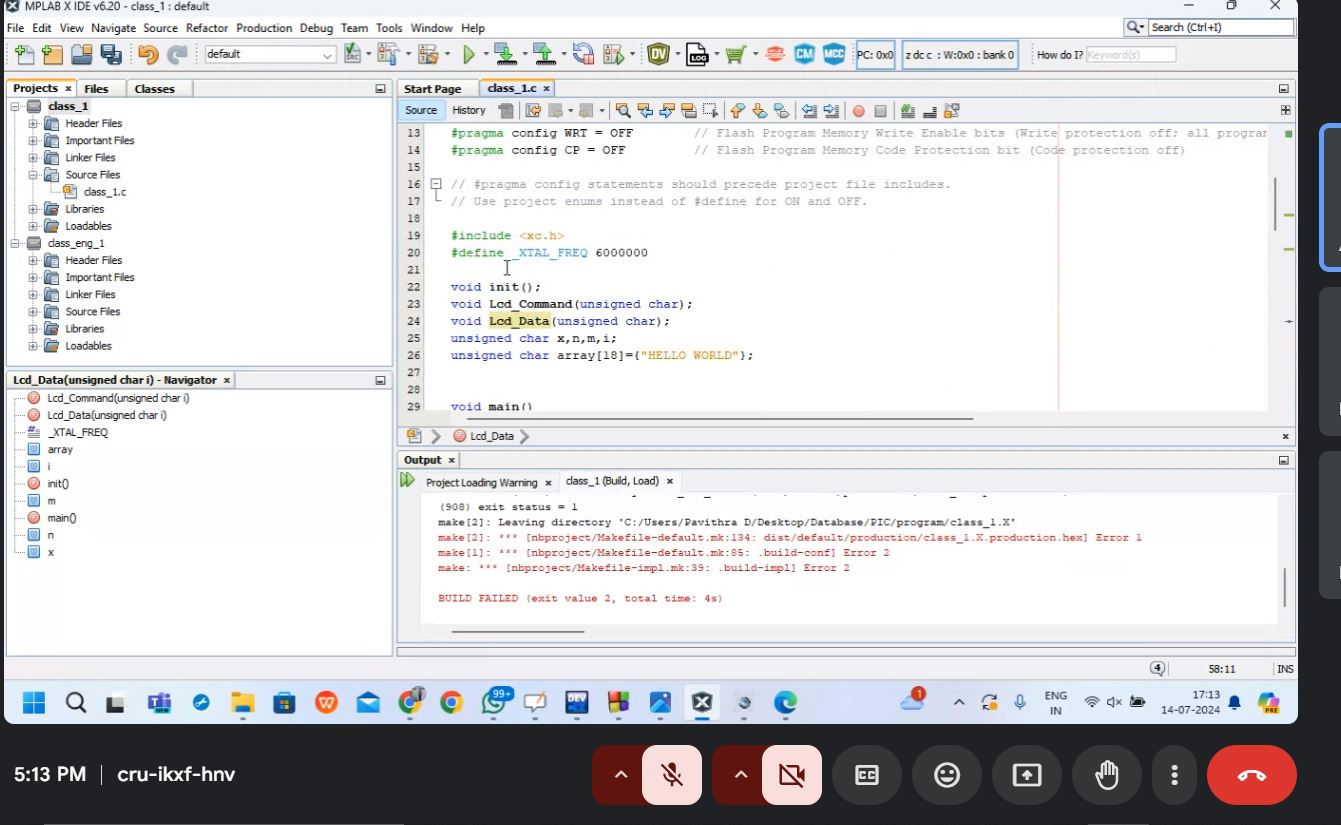 MPLAB X IDE v6.20 - class_1 : default
File Edit View Navigate Source Refactor Production Debug Team Tools Window Help
Search (Ctrl+I)
default
DV
LOG
CM
MCC
PC: 0x0
z dc c : W:0x0 : bank 0
How do I?
Keyword(s)
Projects × Files Classes
class_1
Header Files
Important Files
Linker Files
Source Files
class_1.c
Libraries
Loadables
class_eng_1
Header Files
Important Files
Linker Files
Source Files
Libraries
Loadables
Lcd_Data(unsigned char i) - Navigator ×
Lcd_Command(unsigned char i)
Lcd_Data(unsigned char i)
_XTAL_FREQ
array
i
init()
m
main()
n
x
Start Page class_1.c ×
Source History
13 #pragma config WRT = OFF // Flash Program Memory Write Enable bits (Write protection off; all progra
14 #pragma config CP = OFF // Flash Program Memory Code Protection bit (Code protection off)
15
16 // #pragma config statements should precede project file includes.
17 // Use project enums instead of #define for ON and OFF.
18
19 #include <xc.h>
20 #define _XTAL_FREQ 6000000
21
22 void init();
23 void Lcd_Command(unsigned char);
24 void Lcd_Data(unsigned char);
25 unsigned char x,n,m,i;
26 unsigned char array[18]={"HELLO WORLD"};
27
28
29 void main()
Lcd_Data
Output ×
Project Loading Warning × class_1 (Build, Load) ×
(908) exit status = 1
make[2]: Leaving directory 'C:/Users/Pavithra D/Desktop/Database/PIC/program/class_1.X'
make[2]: *** [nbproject/Makefile-default.mk:134: dist/default/production/class_1.X.production.hex] Error 1
make[1]: *** [nbproject/Makefile-default.mk:85: .build-conf] Error 2
make: *** [nbproject/Makefile-impl.mk:39: .build-impl] Error 2
BUILD FAILED (exit value 2, total time: 4s)
4
58:11
INS
99+
1
ENG
IN
17:13
14-07-2024
PRE
5:13 PM | cru-ikxf-hnv